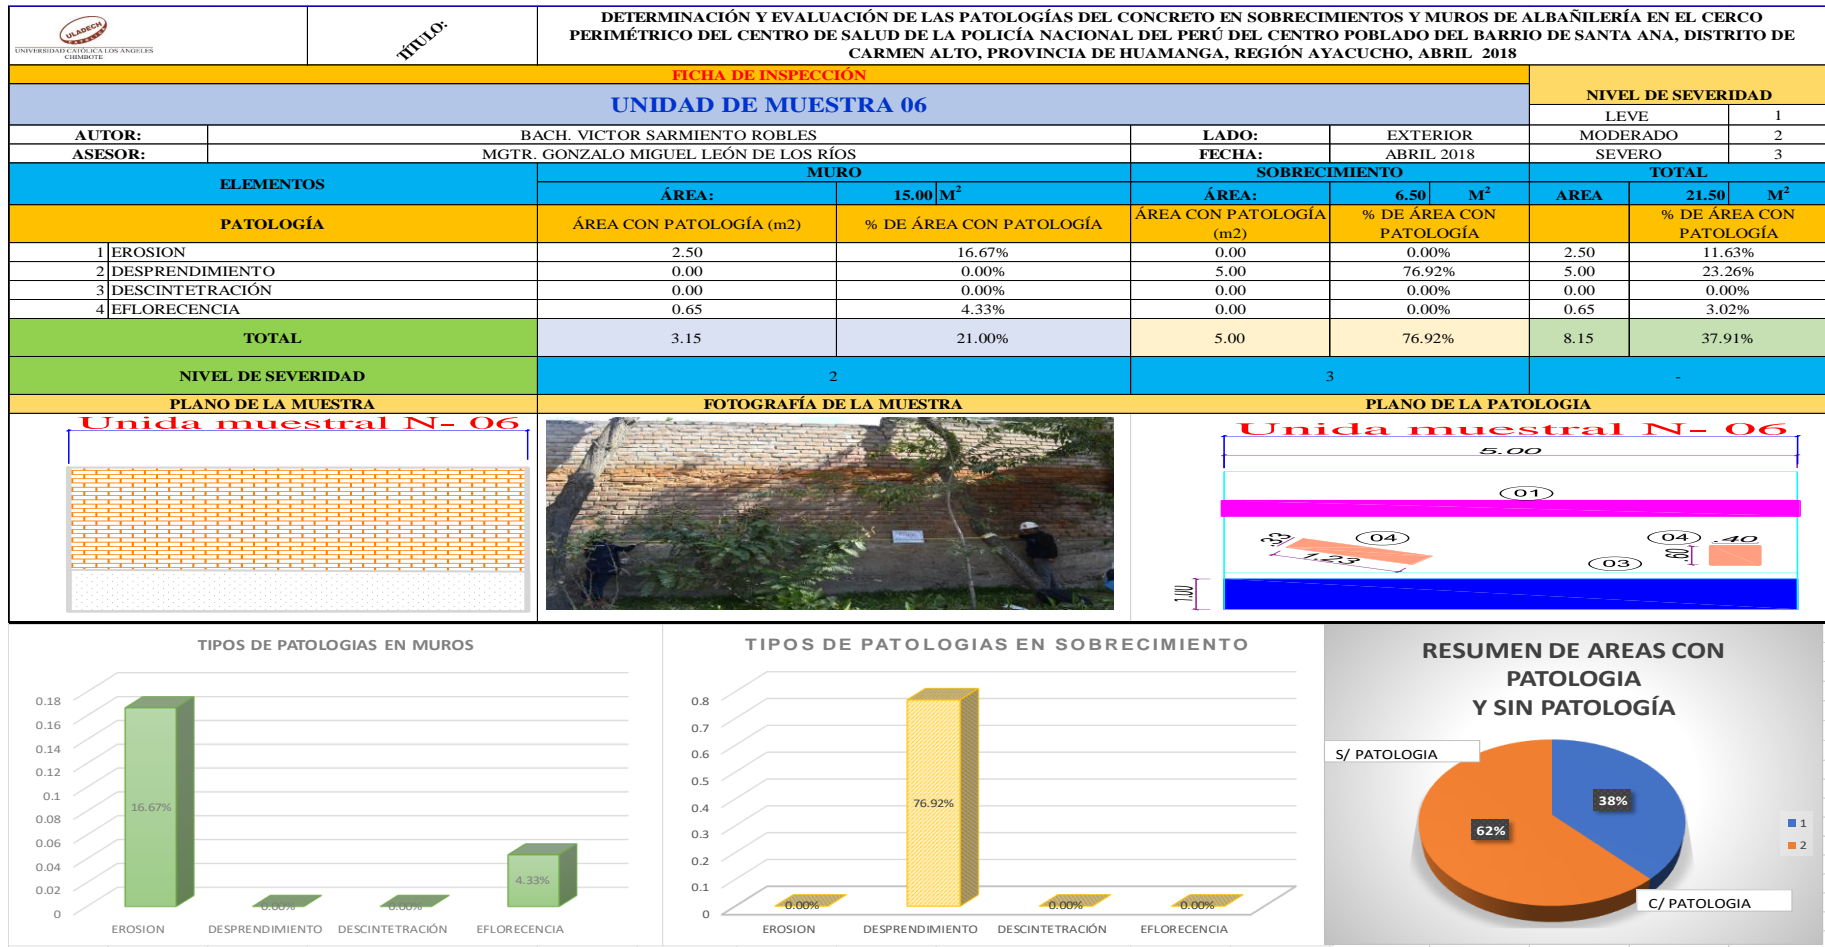 ULADECH
CATOLICA
UNIVERSIDAD CATÓLICA LOS ÁNGELES
CHIMBOTE
TÍTULO:
DETERMINACIÓN Y EVALUACIÓN DE LAS PATOLOGÍAS DEL CONCRETO EN SOBRECIMIENTOS Y MUROS DE ALBAÑILERÍA EN EL CERCO
PERIMÉTRICO DEL CENTRO DE SALUD DE LA POLICÍA NACIONAL DEL PERÚ DEL CENTRO POBLADO DEL BARRIO DE SANTA ANA, DISTRITO DE
CARMEN ALTO, PROVINCIA DE HUAMANGA, REGIÓN AYACUCHO, ABRIL 2018
FICHA DE INSPECCIÓN
UNIDAD DE MUESTRA 06
NIVEL DE SEVERIDAD
LEVE 1
AUTOR: BACH. VICTOR SARMIENTO ROBLES LADO: EXTERIOR MODERADO 2
ASESOR: MGTR. GONZALO MIGUEL LEÓN DE LOS RÍOS FECHA: ABRIL 2018 SEVERO 3
ELEMENTOS MURO SOBRECIMIENTO TOTAL
ÁREA: 15.00 M2 ÁREA: 6.50 M2 AREA 21.50 M2
PATOLOGÍA ÁREA CON PATOLOGÍA (m2) % DE ÁREA CON PATOLOGÍA ÁREA CON PATOLOGÍA (m2) % DE ÁREA CON PATOLOGÍA % DE ÁREA CON PATOLOGÍA
1 EROSION 2.50 16.67% 0.00 0.00% 2.50 11.63%
2 DESPRENDIMIENTO 0.00 0.00% 5.00 76.92% 5.00 23.26%
3 DESCINTETRACIÓN 0.00 0.00% 0.00 0.00% 0.00 0.00%
4 EFLORECENCIA 0.65 4.33% 0.00 0.00% 0.65 3.02%
TOTAL 3.15 21.00% 5.00 76.92% 8.15 37.91%
NIVEL DE SEVERIDAD 2 3 -
PLANO DE LA MUESTRA FOTOGRAFÍA DE LA MUESTRA PLANO DE LA PATOLOGIA
Unida muestral N- 06
Unida muestral N- 06
5.00
01
.33
04
1.23
04
.40
.60
03
1.00
TIPOS DE PATOLOGIAS EN MUROS
0.18
0.16
0.14
0.12
0.1
0.08
0.06
0.04
0.02
0
16.67%
0.00%
0.00%
4.33%
EROSION DESPRENDIMIENTO DESCINTETRACIÓN EFLORECENCIA
TIPOS DE PATOLOGIAS EN SOBRECIMIENTO
0.8
0.7
0.6
0.5
0.4
0.3
0.2
0.1
0
0.00%
76.92%
0.00%
0.00%
EROSION DESPRENDIMIENTO DESCINTETRACIÓN EFLORECENCIA
RESUMEN DE AREAS CON
PATOLOGIA
Y SIN PATOLOGÍA
S/ PATOLOGIA
38%
62%
C/ PATOLOGIA
1
2